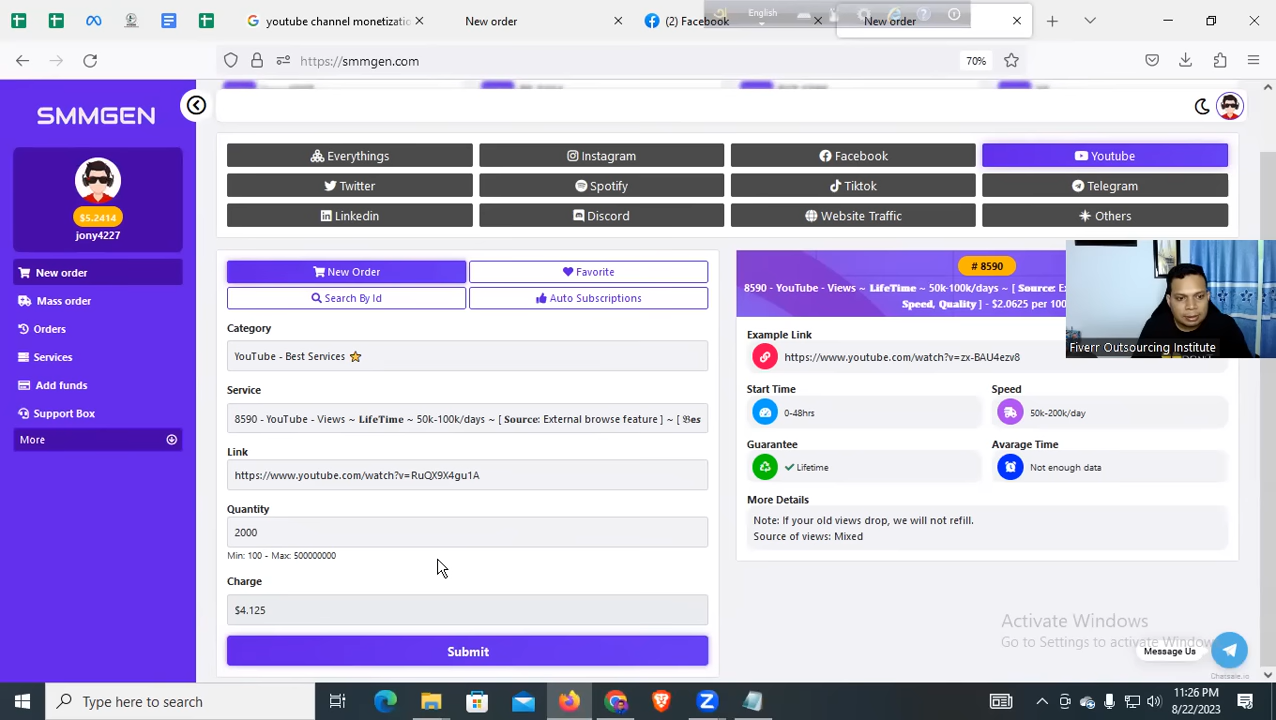 youtube channel monetizati
New order
(2) Facebook
New order
English
https://smmgen.com
70%
SMMGEN
$5.2414
jony4227
New order
Mass order
Orders
Services
Add funds
Support Box
More
Everythings
Instagram
Facebook
Youtube
Twitter
Spotify
Tiktok
Telegram
Linkedin
Discord
Website Traffic
Others
New Order
Favorite
Search By Id
Auto Subscriptions
Category
YouTube - Best Services ⭐
Service
8590 - YouTube - Views ~ LifeTime ~ 50k-100k/days ~ [ Source: External browse feature ] ~ [ Bes
Link
https://www.youtube.com/watch?v=RuQX9X4gu1A
Quantity
2000
Min: 100 - Max: 500000000
Charge
$4.125
Submit
# 8590
8590 - YouTube - Views ~ LifeTime ~ 50k-100k/days ~ [ Source: Ex
Speed, Quality ] - $2.0625 per 100
Example Link
https://www.youtube.com/watch?v=zx-BAU4ezv8
Start Time
0-48hrs
Speed
50k-200k/day
Guarantee
✓ Lifetime
Avarage Time
Not enough data
More Details
Note: If your old views drop, we will not refill.
Source of views: Mixed
Fiverr Outsourcing Institute
Activate Windows
Go to Settings to activate Window
Message Us
Chatsale.io
Type here to search
11:26 PM
8/22/2023